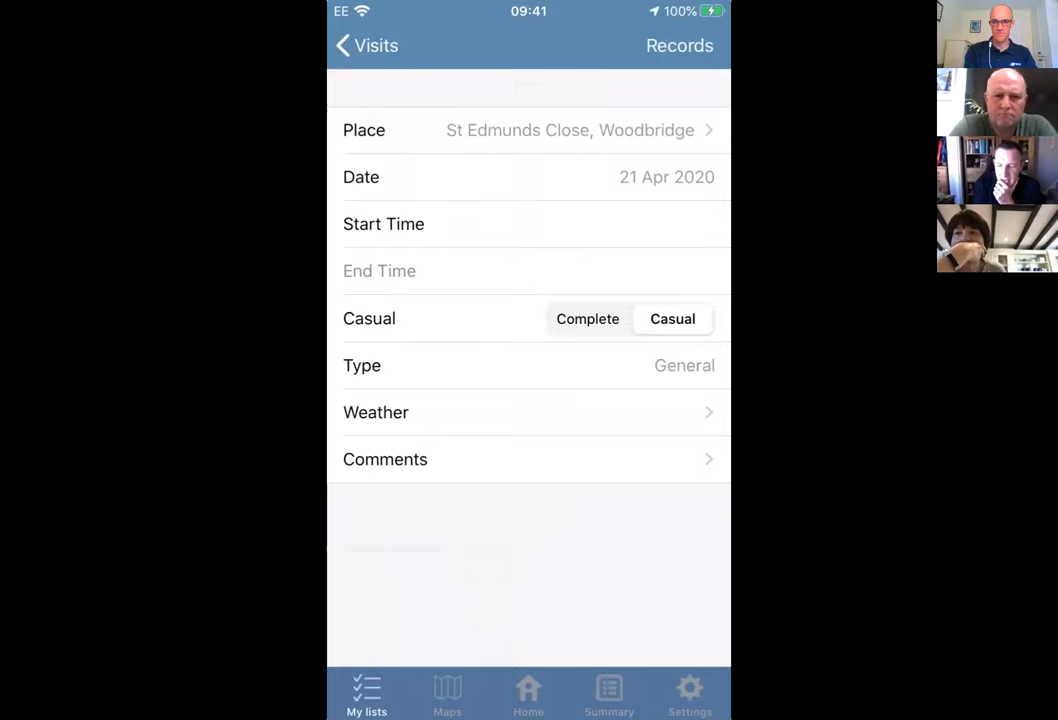 EE 09:41 100%
Visits Records
Place St Edmunds Close, Woodbridge
Date 21 Apr 2020
Start Time
End Time
Casual Complete Casual
Type General
Weather
Comments
My lists Maps Home Summary Settings